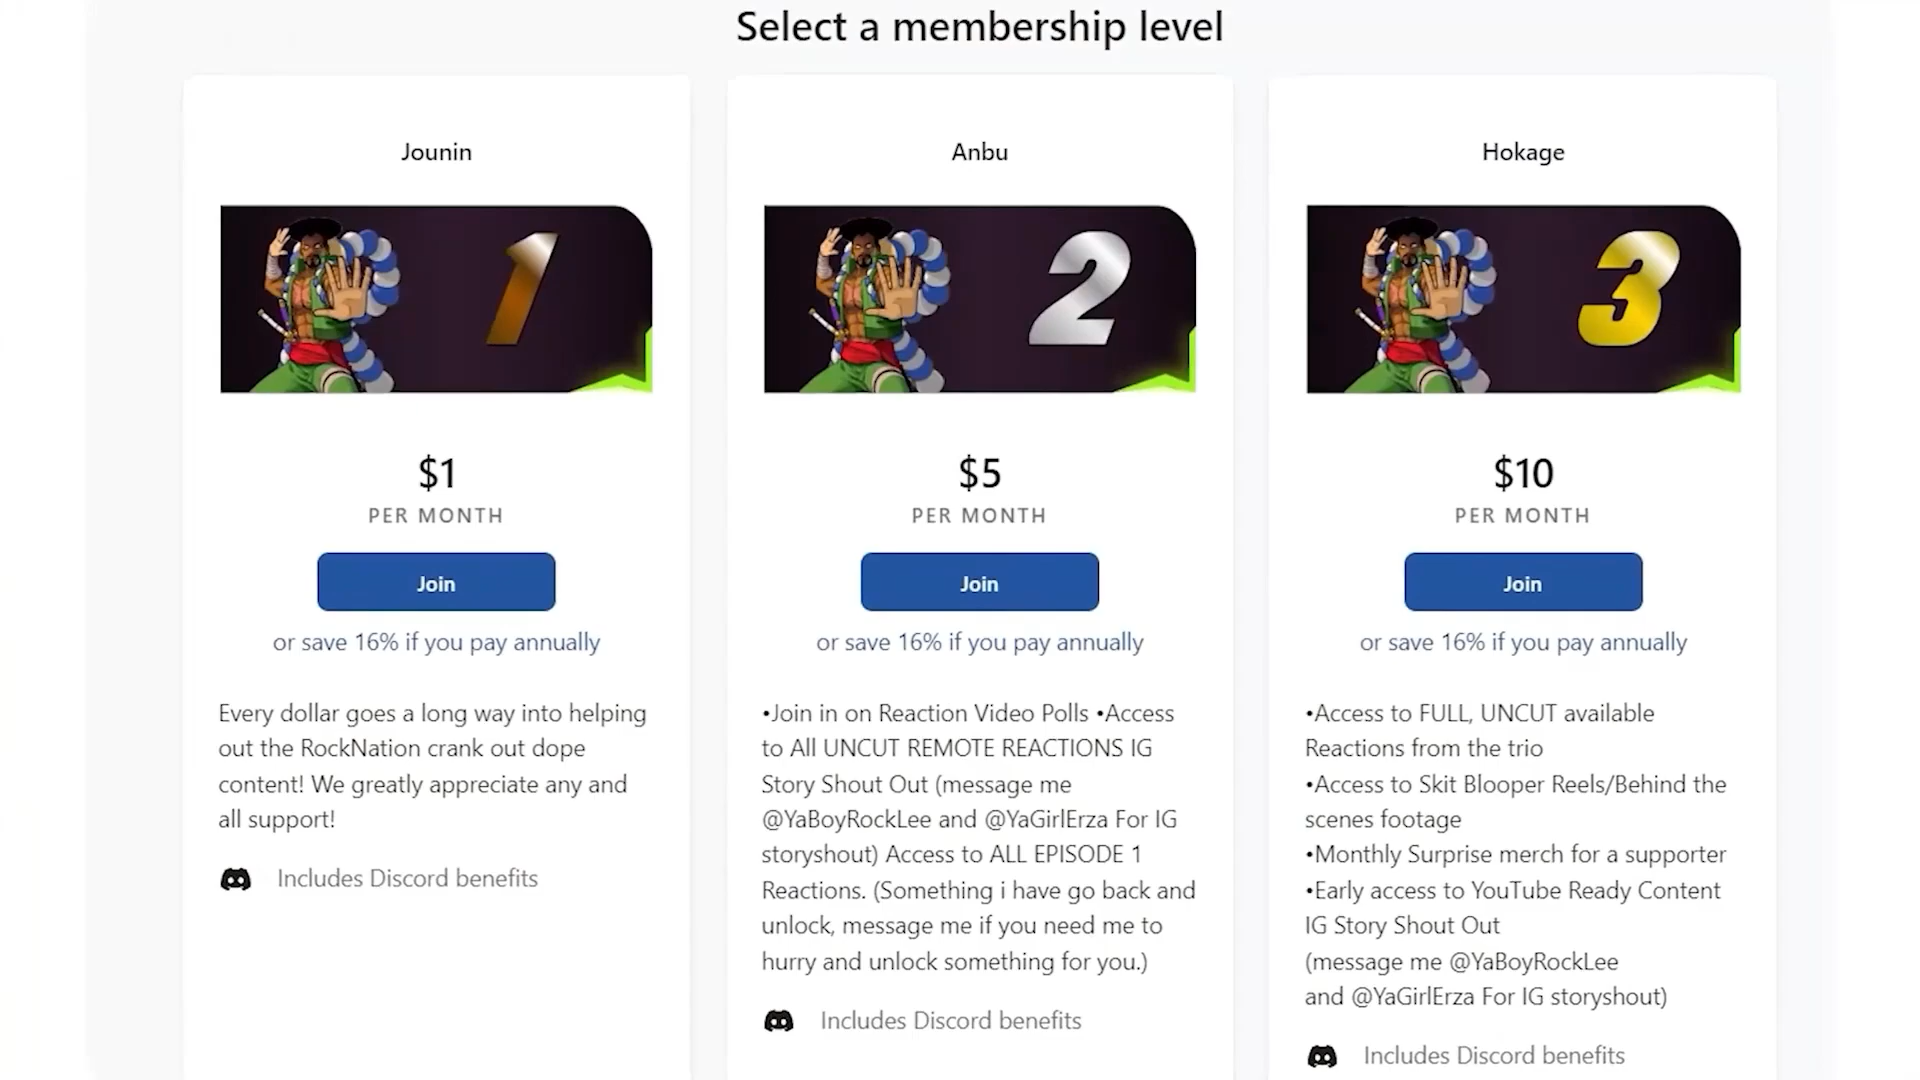 Select a membership level
Jounin
1
$1
PER MONTH
Join
or save 16% if you pay annually
Every dollar goes a long way into helping
out the RockNation crank out dope
content! We greatly appreciate any and
all support!
Includes Discord benefits
Anbu
2
$5
PER MONTH
Join
or save 16% if you pay annually
•Join in on Reaction Video Polls •Access
to All UNCUT REMOTE REACTIONS IG
Story Shout Out (message me
@YaBoyRockLee and @YaGirlErza For IG
storyshout) Access to ALL EPISODE 1
Reactions. (Something i have go back and
unlock, message me if you need me to
hurry and unlock something for you.)
Includes Discord benefits
Hokage
3
$10
PER MONTH
Join
or save 16% if you pay annually
•Access to FULL, UNCUT available
Reactions from the trio
•Access to Skit Blooper Reels/Behind the
scenes footage
•Monthly Surprise merch for a supporter
•Early access to YouTube Ready Content
IG Story Shout Out
(message me @YaBoyRockLee
and @YaGirlErza For IG storyshout)
Includes Discord benefits